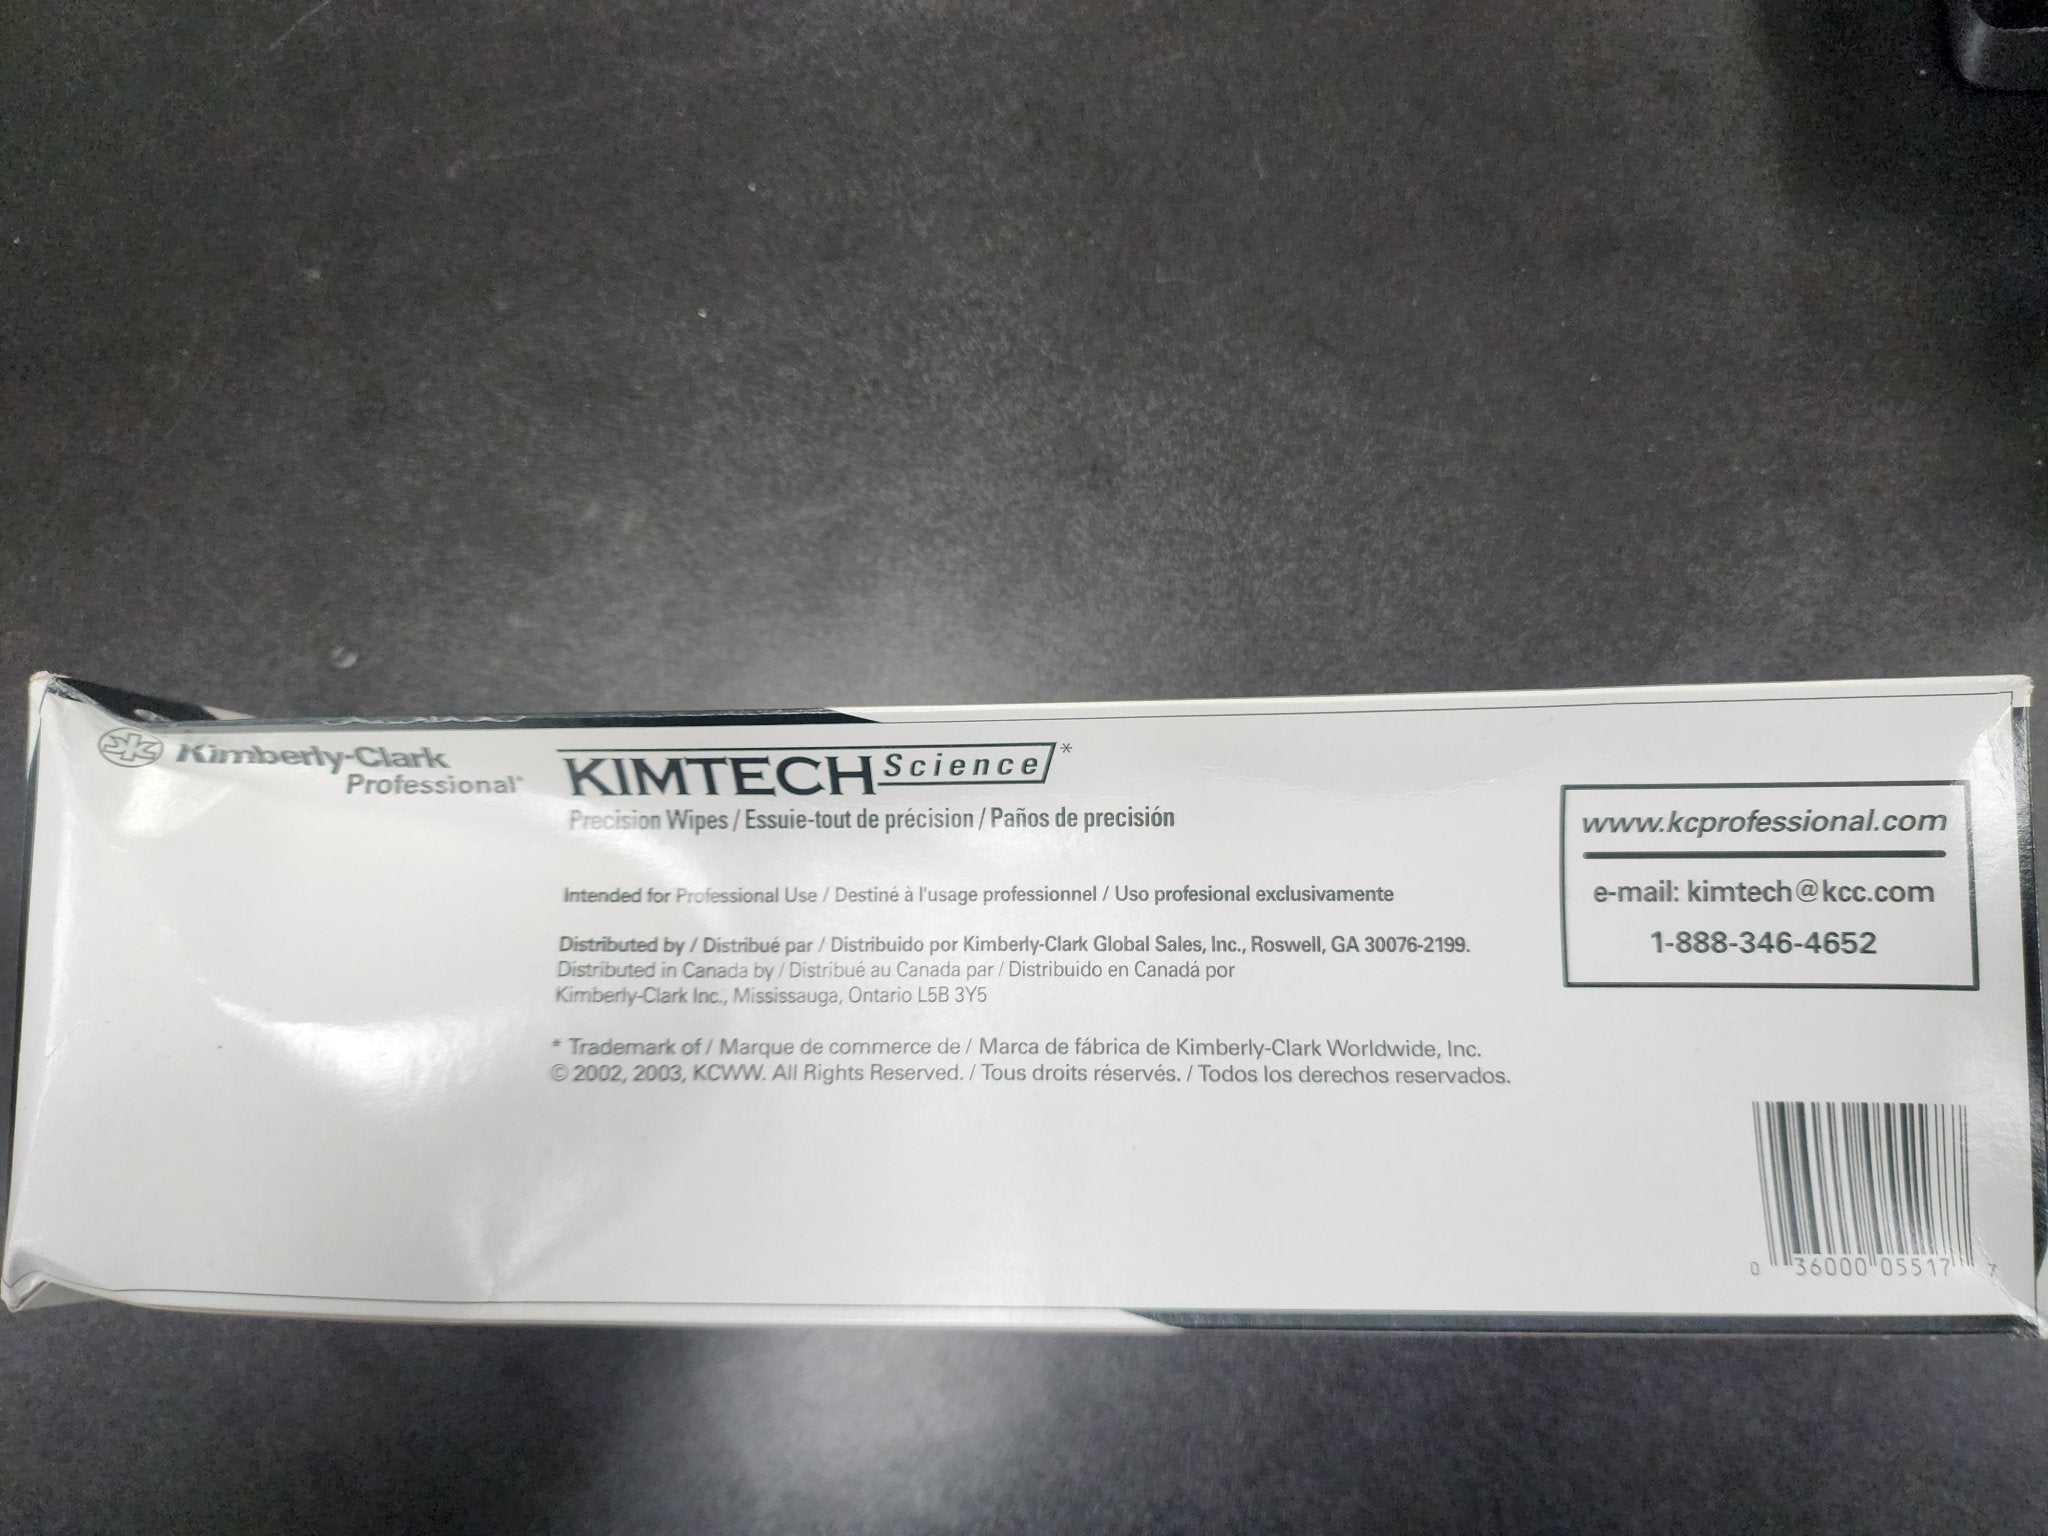 Kimberly-Clark
Professional*
KIMTECH Science*
Precision Wipes / Essuie-tout de précision / Paños de precisión
Intended for Professional Use / Destiné à l'usage professionnel / Uso profesional exclusivamente
Distributed by / Distribué par / Distribuido por Kimberly-Clark Global Sales, Inc., Roswell, GA 30076-2199.
Distributed in Canada by / Distribué au Canada par / Distribuido en Canadá por
Kimberly-Clark Inc., Mississauga, Ontario L5B 3Y5
* Trademark of / Marque de commerce de / Marca de fábrica de Kimberly-Clark Worldwide, Inc.
© 2002, 2003, KCWW. All Rights Reserved. / Tous droits réservés. / Todos los derechos reservados.
www.kcprofessional.com
e-mail: kimtech@kcc.com
1-888-346-4652
0 36000 05517 7